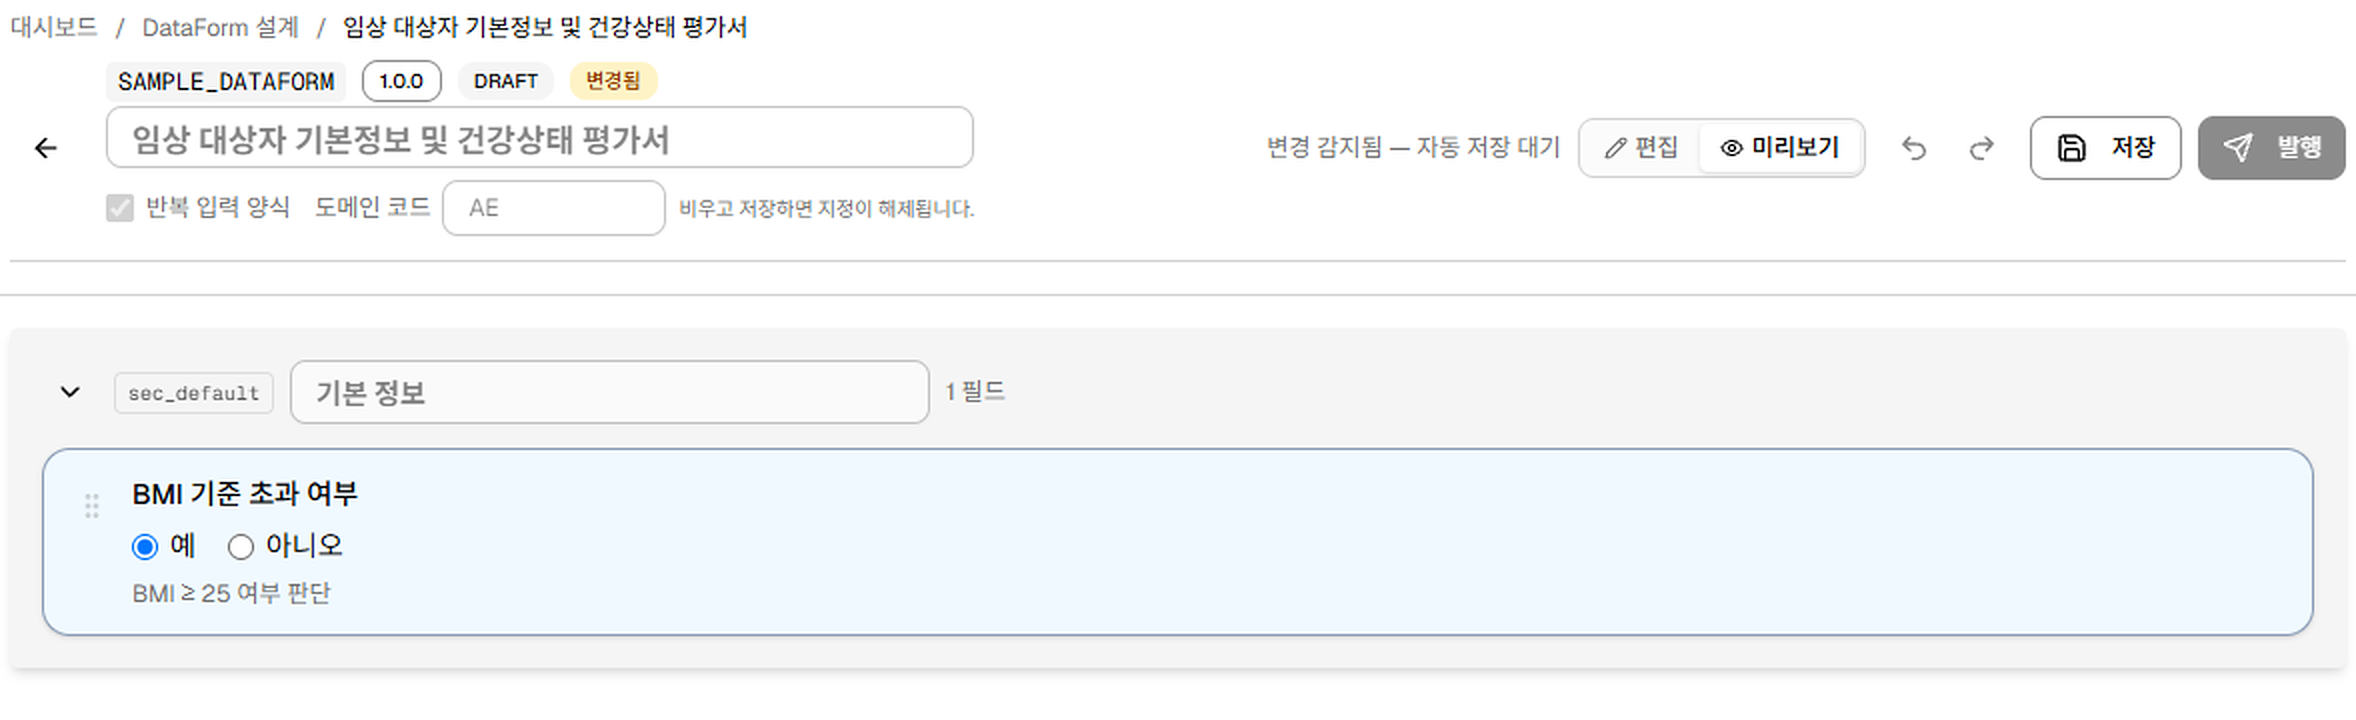 대시보드 / DataForm 설계 / 임상 대상자 기본정보 및 건강상태 평가서
SAMPLE_DATAFORM 1.0.0 DRAFT 변경됨
임상 대상자 기본정보 및 건강상태 평가서
변경 감지됨 — 자동 저장 대기 편집 미리보기 저장 발행
반복 입력 양식 도메인 코드 AE 비우고 저장하면 지정이 해제됩니다.
sec_default 기본 정보 1 필드
BMI 기준 초과 여부
예 아니오
BMI ≥ 25 여부 판단